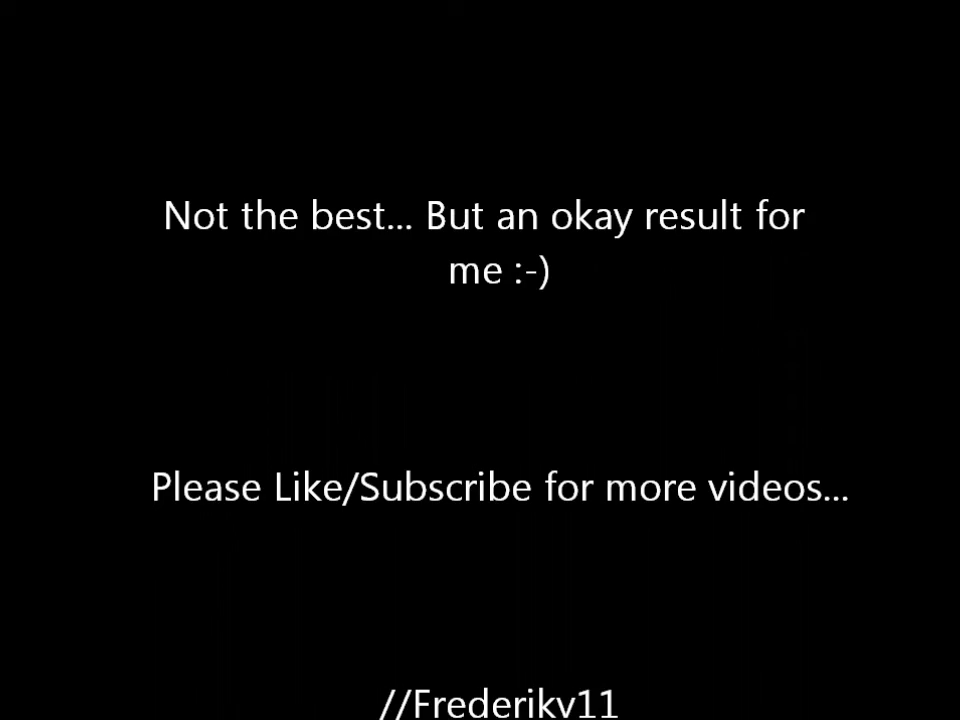 Not the best... But an okay result for
me :-)
Please Like/Subscribe for more videos...
//Frederikv11